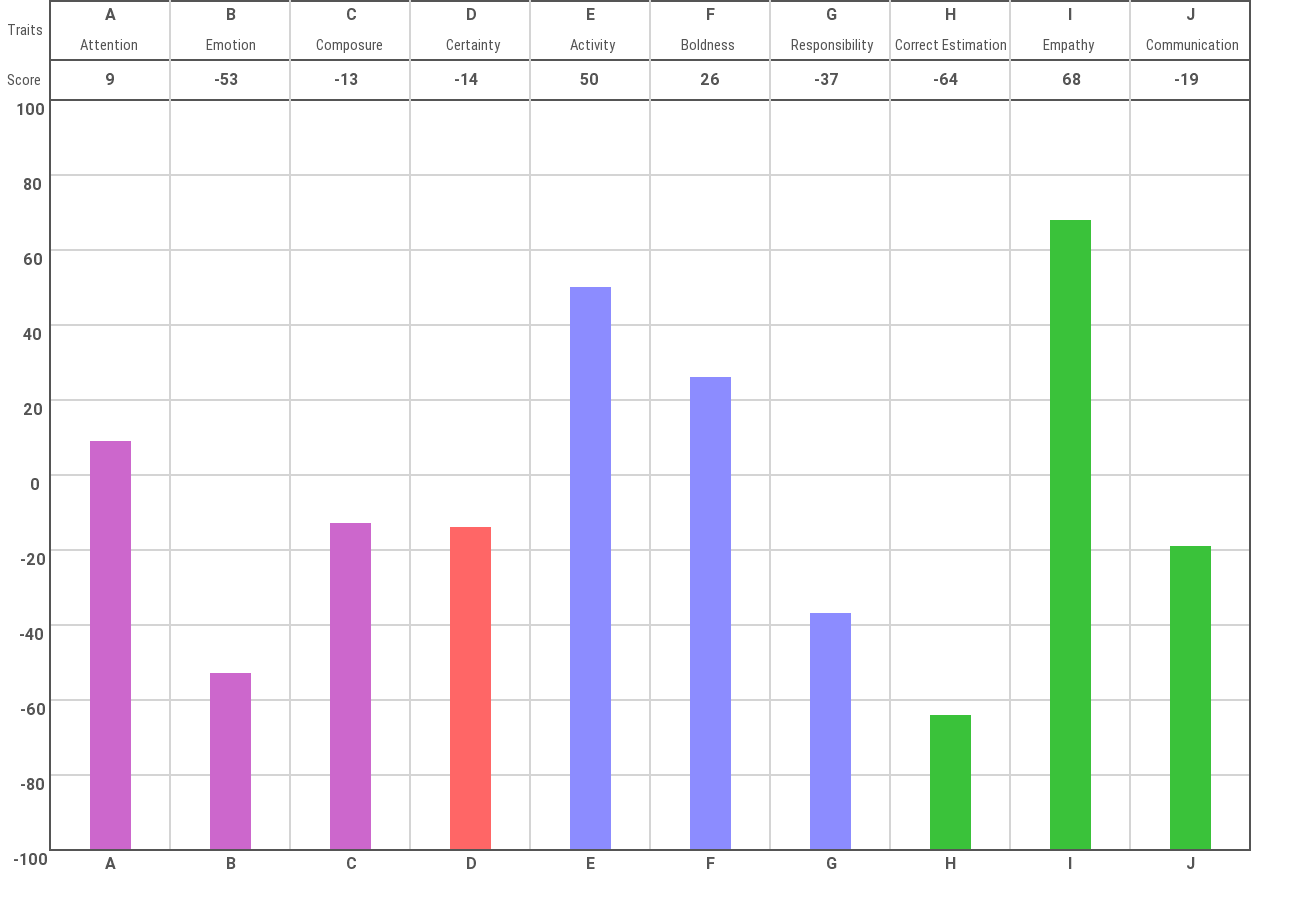 A B C D E F G H I J
Traits
Attention Emotion Composure Certainty Activity Boldness Responsibility Correct Estimation Empathy Communication
Score 9 -53 -13 -14 50 26 -37 -64 68 -19
100
80
60
40
20
0
-20
-40
-60
-80
-100
A B C D E F G H I J